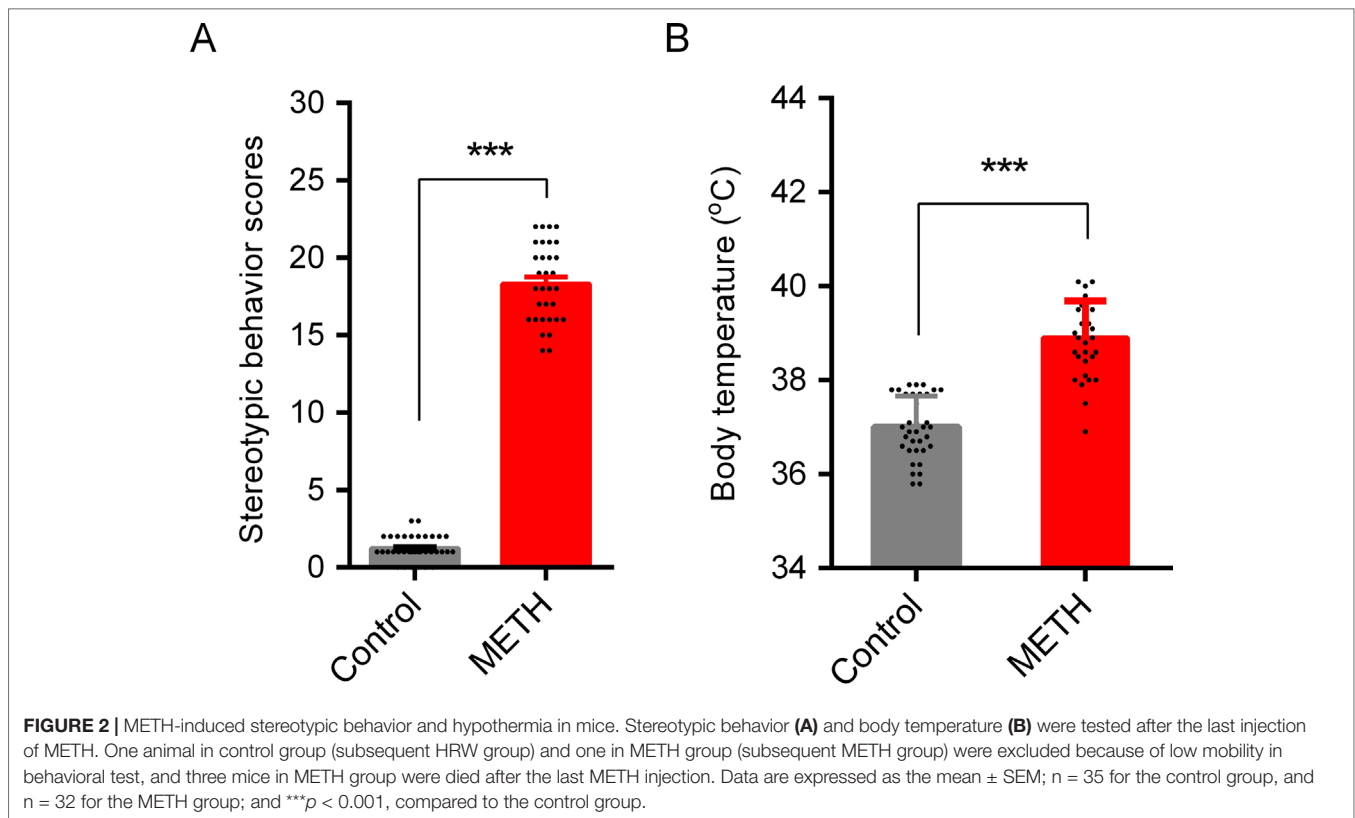 A
Stereotypic behavior scores
30
25
20
15
10
5
0
***
Control
METH
B
Body temperature (°C)
44
42
40
38
36
34
***
Control
METH
FIGURE 2 | METH-induced stereotypic behavior and hypothermia in mice. Stereotypic behavior (A) and body temperature (B) were tested after the last injection
of METH. One animal in control group (subsequent HRW group) and one in METH group (subsequent METH group) were excluded because of low mobility in
behavioral test, and three mice in METH group were died after the last METH injection. Data are expressed as the mean ± SEM; n = 35 for the control group, and
n = 32 for the METH group; and ***p < 0.001, compared to the control group.